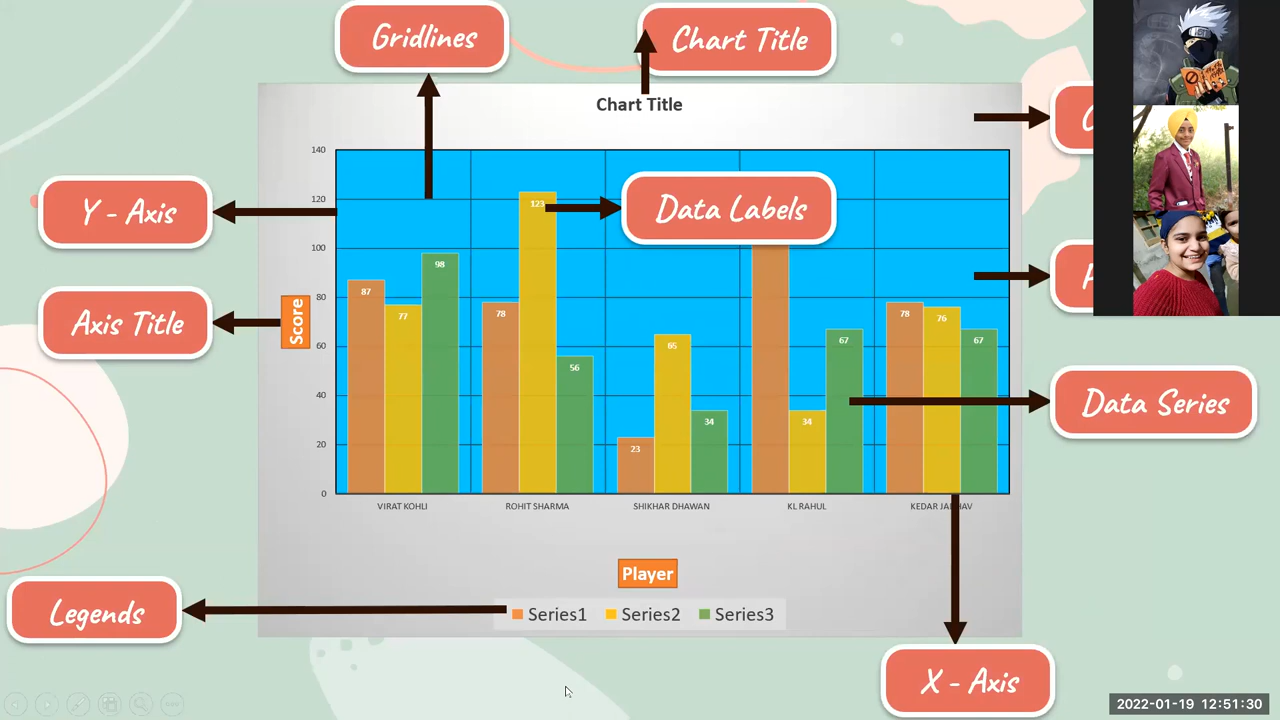 Gridlines
Chart Title
Chart Title
140
120
100
80
60
40
20
0
Y - Axis
Axis Title
Score
Data Labels
Data Series
87
77
98
78
123
56
23
65
34
34
67
78
76
67
VIRAT KOHLI
ROHIT SHARMA
SHIKHAR DHAWAN
KL RAHUL
KEDAR JADHAV
Player
Legends
Series1
Series2
Series3
X - Axis
2022-01-19 12:51:30